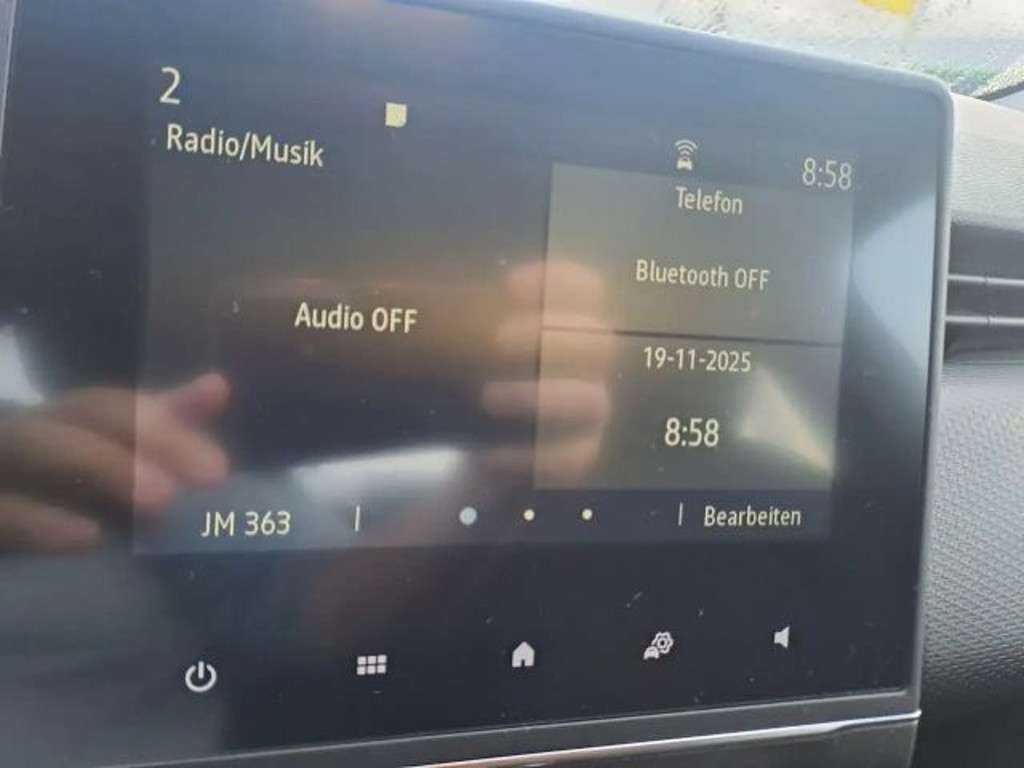 2
Radio/Musik
8:58
Telefon
Bluetooth OFF
Audio OFF
19-11-2025
8:58
JM 363
Bearbeiten